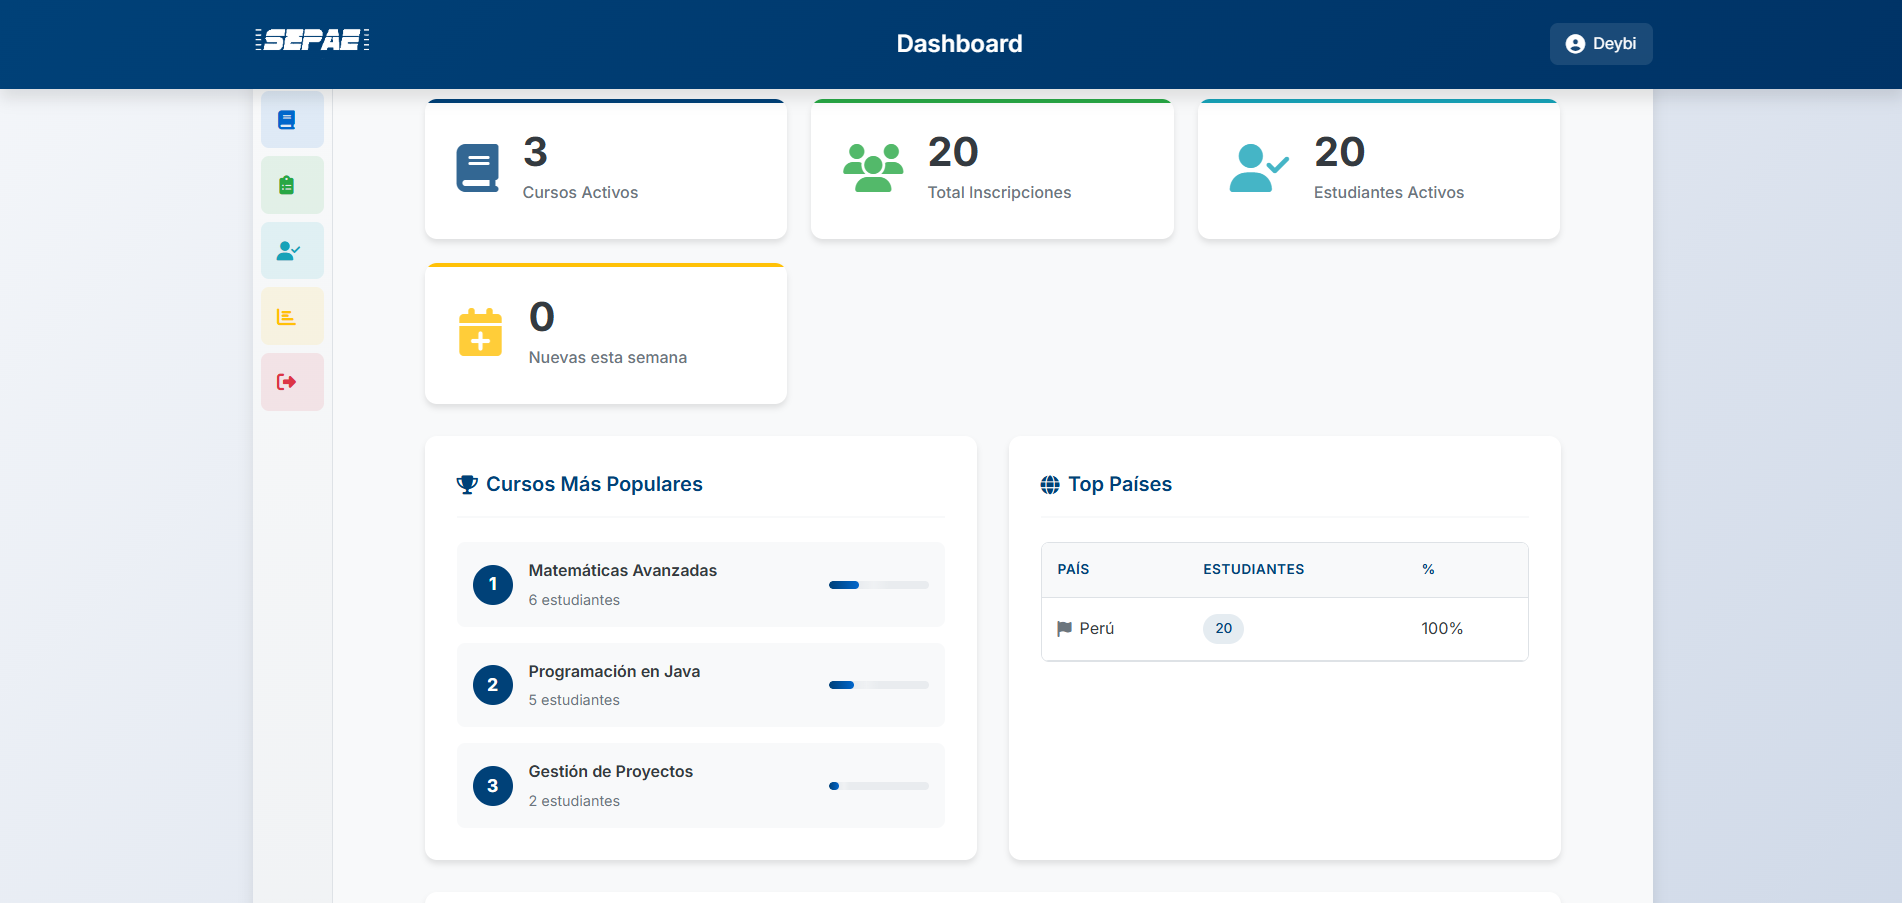 SEPAE
Dashboard
Deybi
3
Cursos Activos
20
Total Inscripciones
20
Estudiantes Activos
0
Nuevas esta semana
Cursos Más Populares
1
Matemáticas Avanzadas
6 estudiantes
2
Programación en Java
5 estudiantes
3
Gestión de Proyectos
2 estudiantes
Top Países
PAÍS ESTUDIANTES %
Perú 20 100%